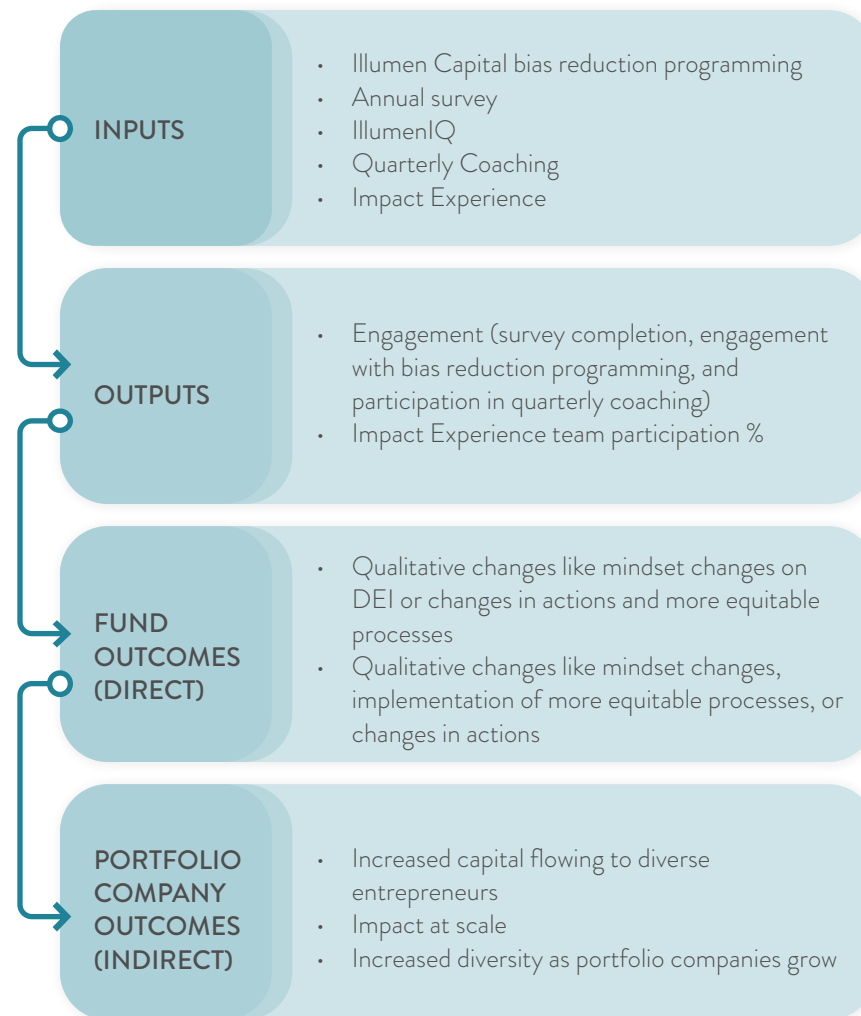 INPUTS
• Illumen Capital bias reduction programming
• Annual survey
• IllumenIQ
• Quarterly Coaching
• Impact Experience
OUTPUTS
• Engagement (survey completion, engagement
with bias reduction programming, and
participation in quarterly coaching)
• Impact Experience team participation %
FUND
OUTCOMES
(DIRECT)
• Qualitative changes like mindset changes on
DEI or changes in actions and more equitable
processes
• Qualitative changes like mindset changes,
implementation of more equitable processes, or
changes in actions
PORTFOLIO
COMPANY
OUTCOMES
(INDIRECT)
• Increased capital flowing to diverse
entrepreneurs
• Impact at scale
• Increased diversity as portfolio companies grow